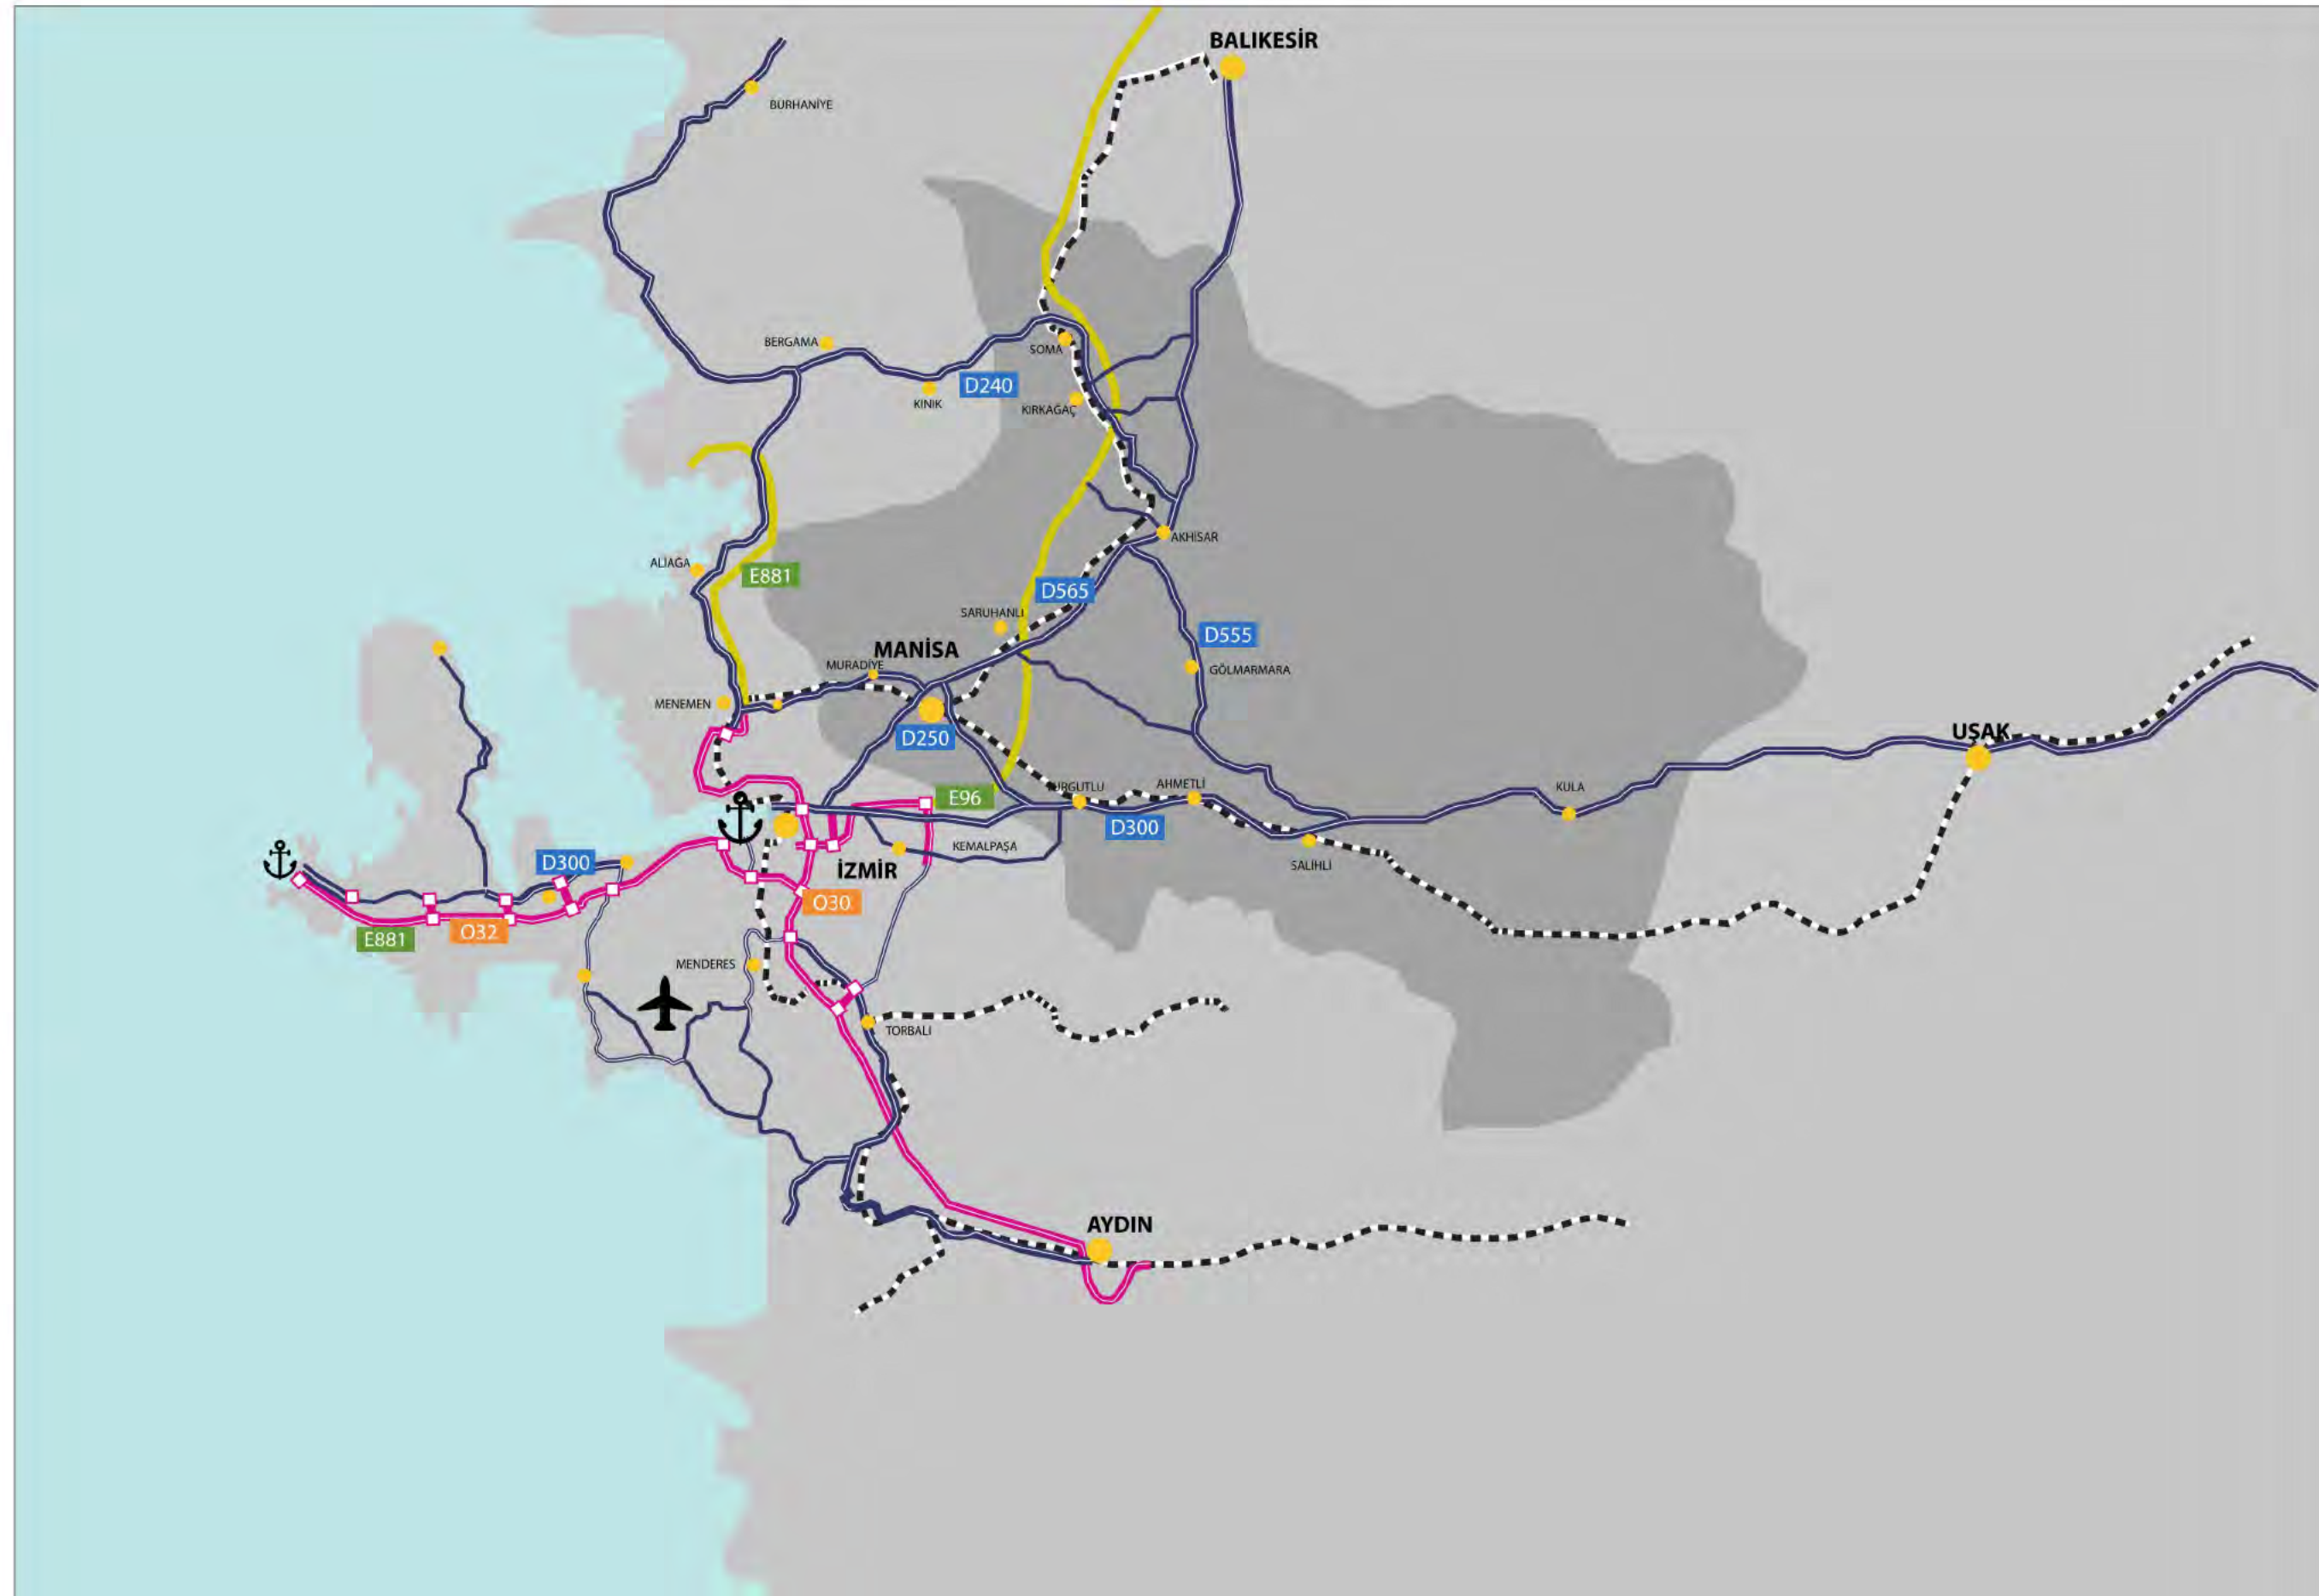 BALIKESİR
BURHANİYE
BERGAMA
SOMA
D240
KINIK
KIRKAĞAÇ
AKHİSAR
ALİAĞA
E881
D565
SARUHANLI
D555
MANİSA
MURADİYE
GÖLMARMARA
MENEMEN
UŞAK
D250
TURGUTLU
AHMETLİ
KULA
E96
D300
KEMALPAŞA
D300
SALİHLİ
İZMİR
O30
E881
O32
MENDERES
TORBALI
AYDIN